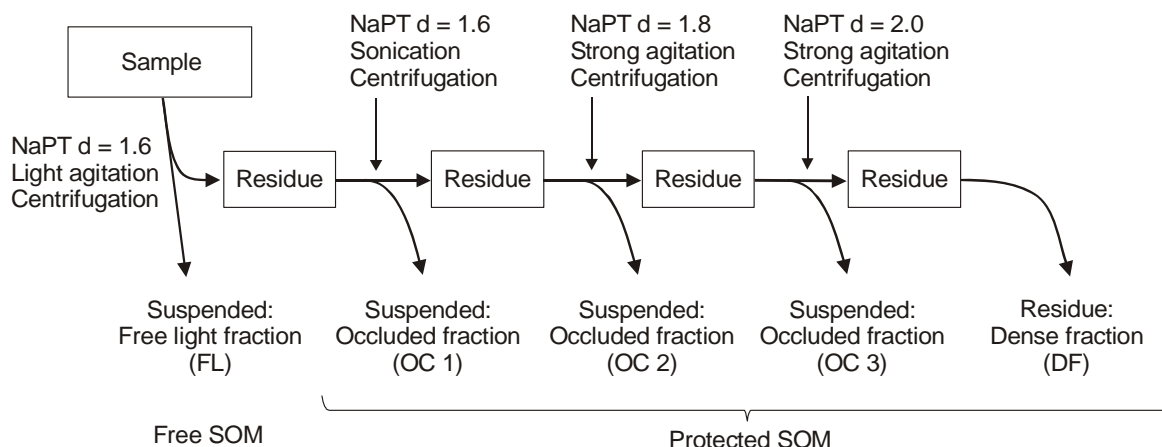 Sample
NaPT d = 1.6
Light agitation
Centrifugation
Residue
NaPT d = 1.6
Sonication
Centrifugation
Residue
NaPT d = 1.8
Strong agitation
Centrifugation
Residue
NaPT d = 2.0
Strong agitation
Centrifugation
Residue
Suspended:
Free light fraction
(FL)
Suspended:
Occluded fraction
(OC 1)
Suspended:
Occluded fraction
(OC 2)
Suspended:
Occluded fraction
(OC 3)
Residue:
Dense fraction
(DF)
Free SOM
Protected SOM